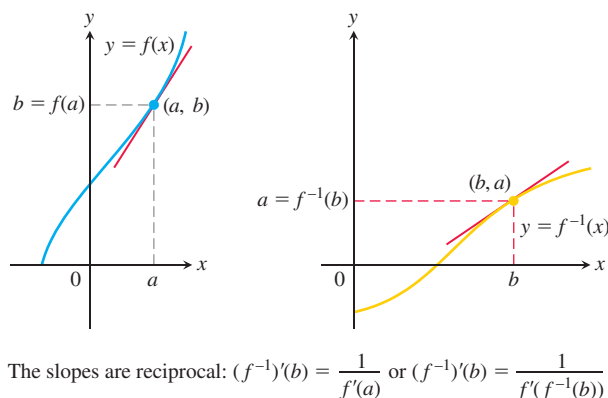 y
y = f(x)
b = f(a)
(a, b)
0
a
x
y
(b, a)
a = f⁻¹(b)
y = f⁻¹(x)
0
b
x
The slopes are reciprocal: (f⁻¹)′(b) = 1/f′(a) or (f⁻¹)′(b) = 1/f′(f⁻¹(b))